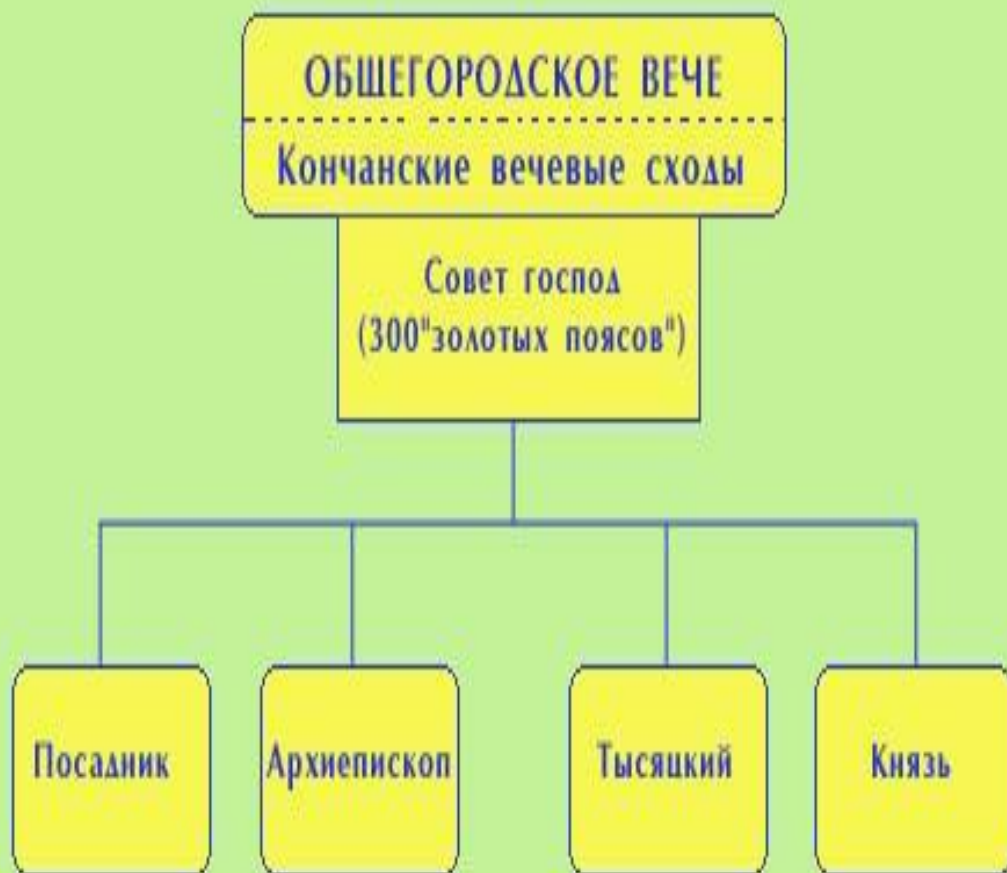 ОБЩЕГОРОДСКОЕ ВЕЧЕ
Кончанские вечевые сходы
Совет господ
(300"золотых поясов")
Посадник
Архиепископ
Тысяцкий
Князь